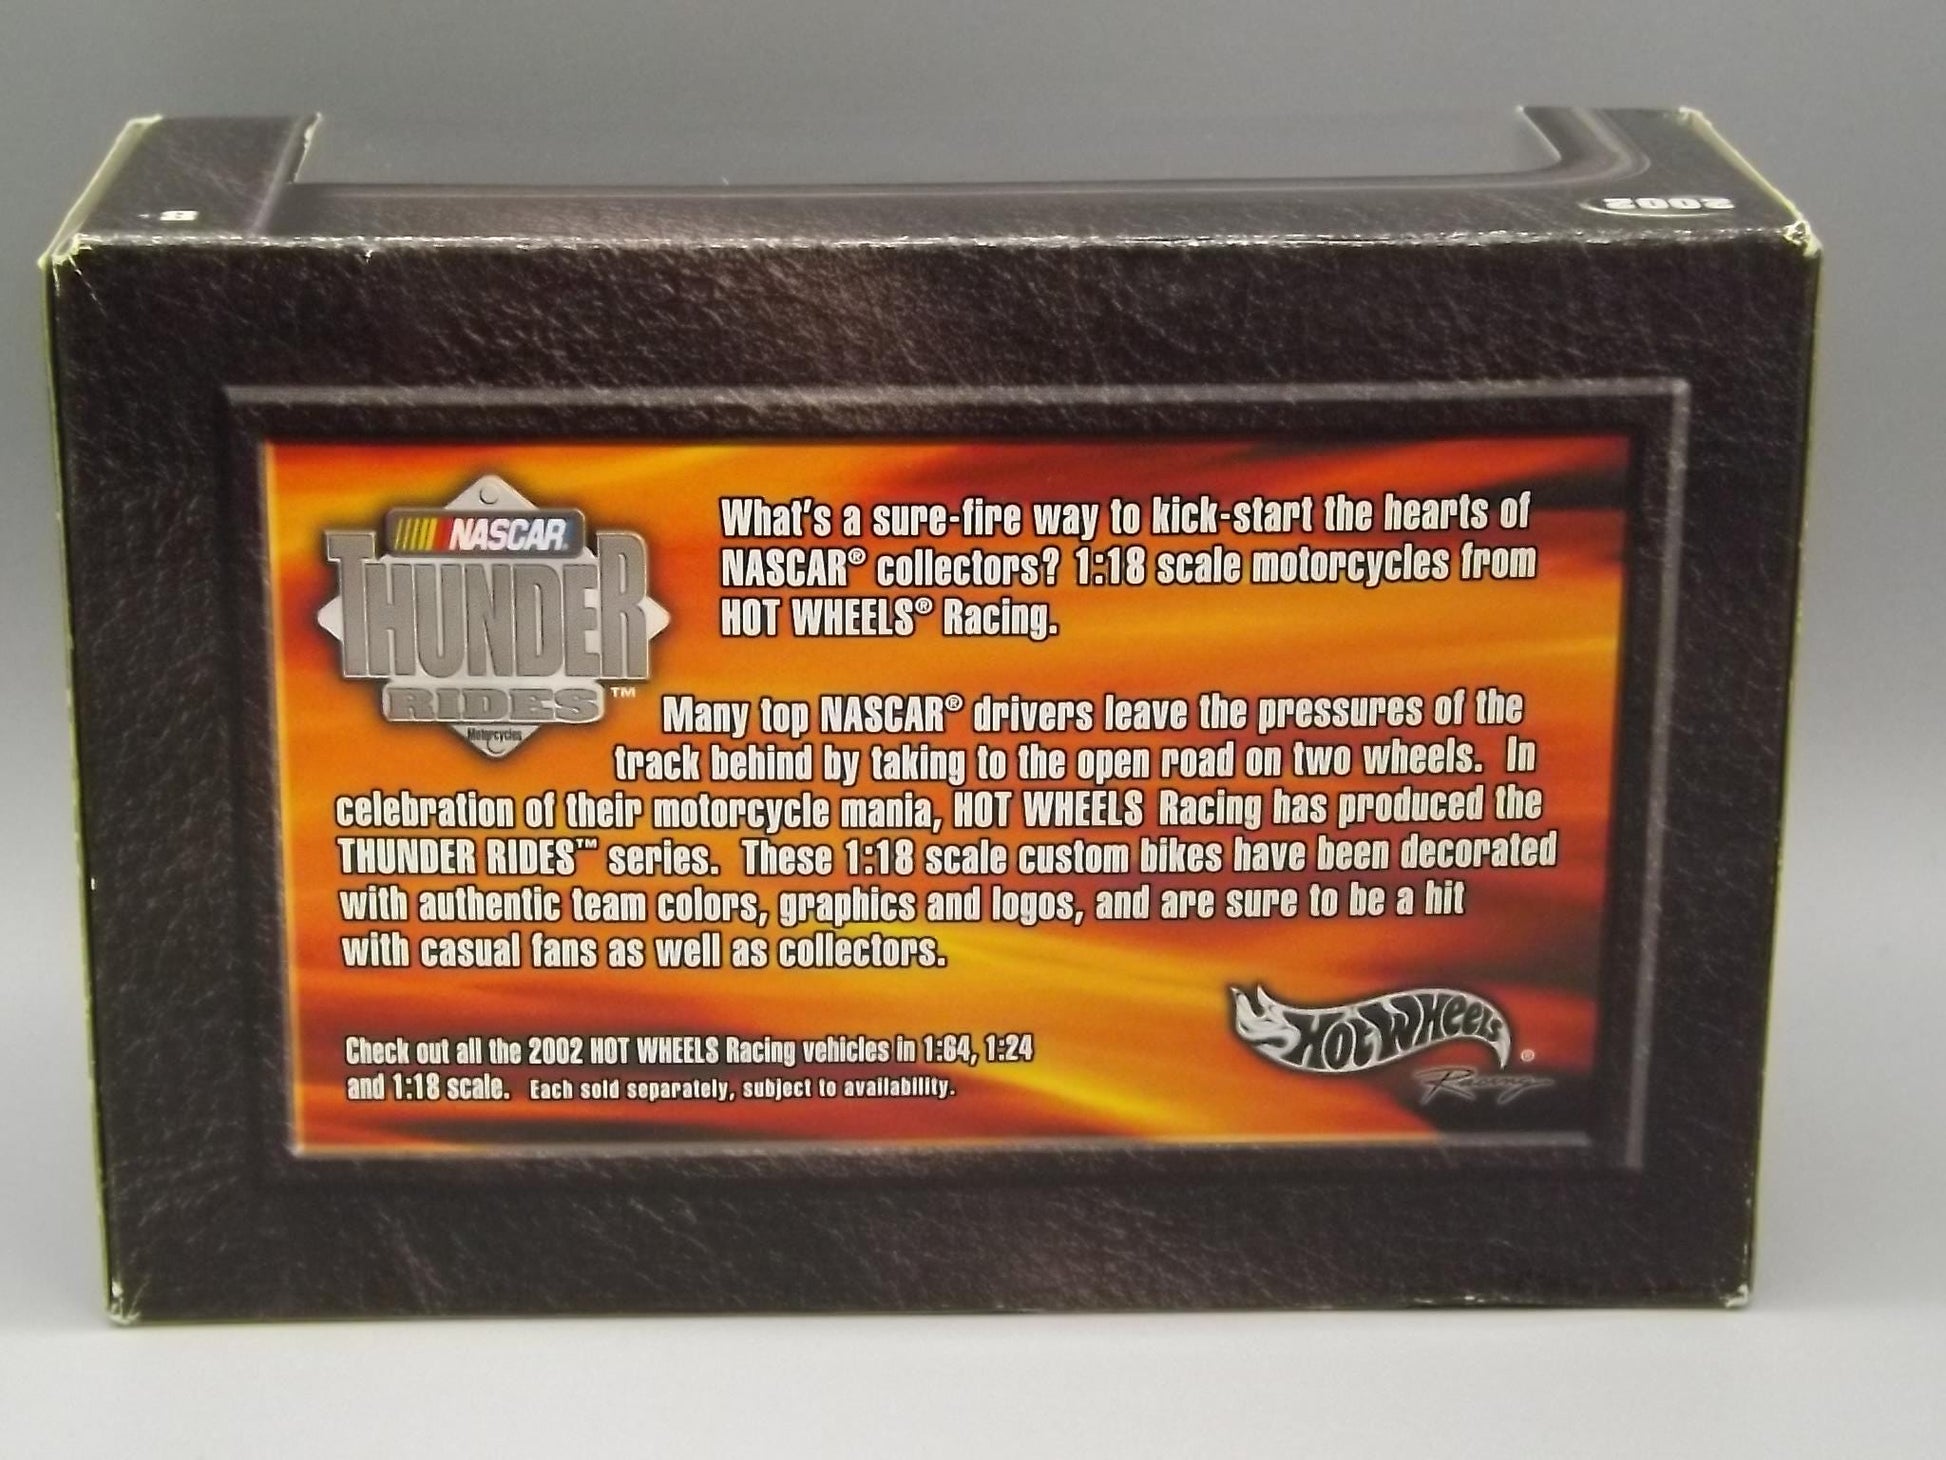 2002
8
NASCAR®
THUNDER
RIDES™
Motorcycles
What's a sure-fire way to kick-start the hearts of
NASCAR® collectors? 1:18 scale motorcycles from
HOT WHEELS® Racing.
Many top NASCAR® drivers leave the pressures of the
track behind by taking to the open road on two wheels. In
celebration of their motorcycle mania, HOT WHEELS Racing has produced the
THUNDER RIDES™ series. These 1:18 scale custom bikes have been decorated
with authentic team colors, graphics and logos, and are sure to be a hit
with casual fans as well as collectors.
Check out all the 2002 HOT WHEELS Racing vehicles in 1:64, 1:24
and 1:18 scale. Each sold separately, subject to availability.
Hot Wheels®
Racing